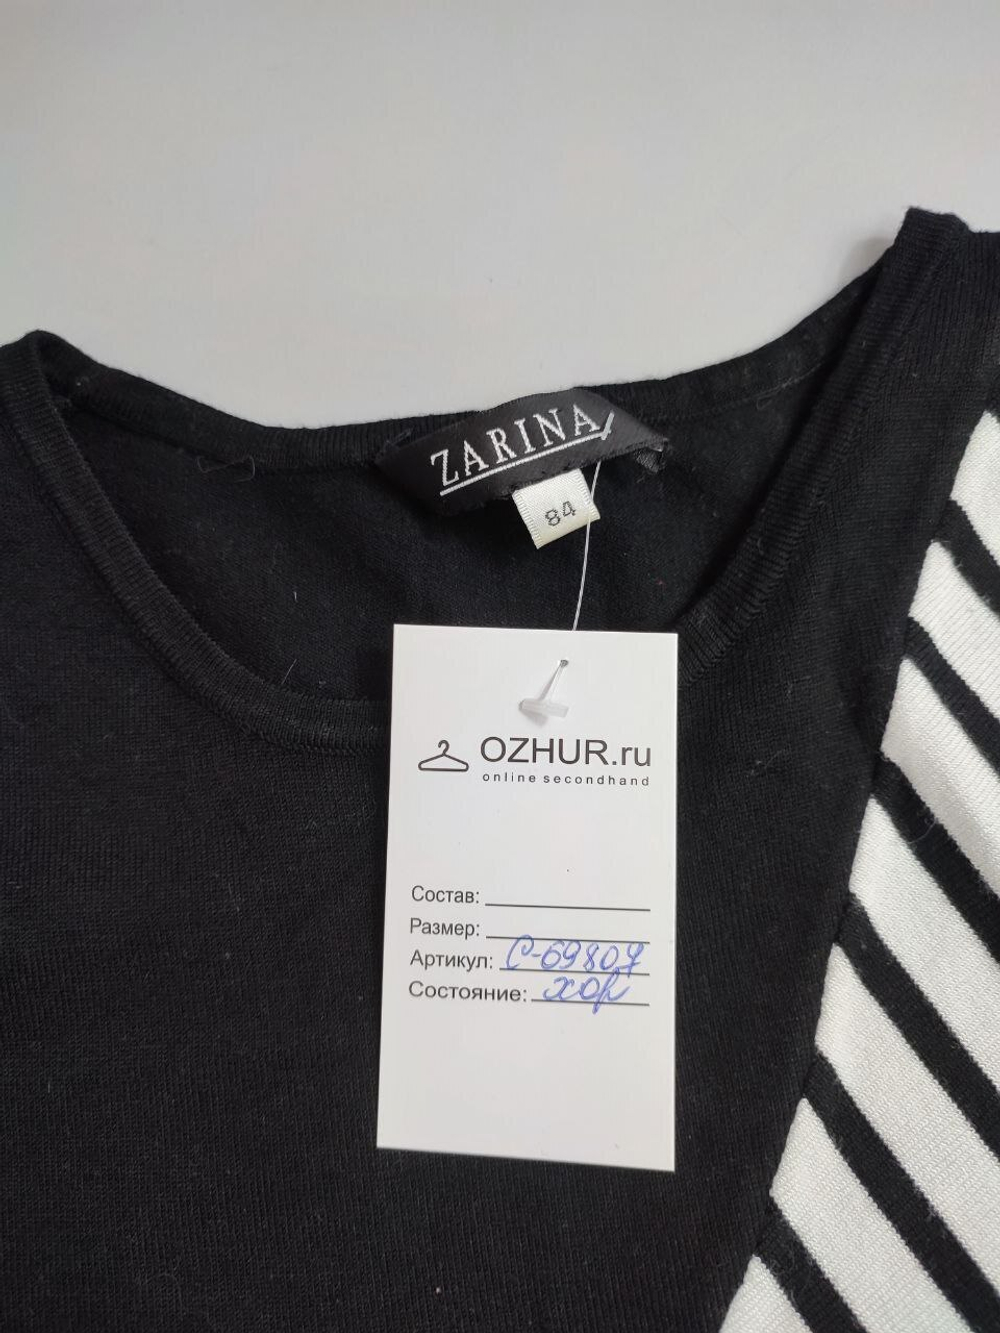 ZARINA
84
OZHUR.ru
online secondhand
Состав:
Размер:
Артикул: С-69807
Состояние: хор